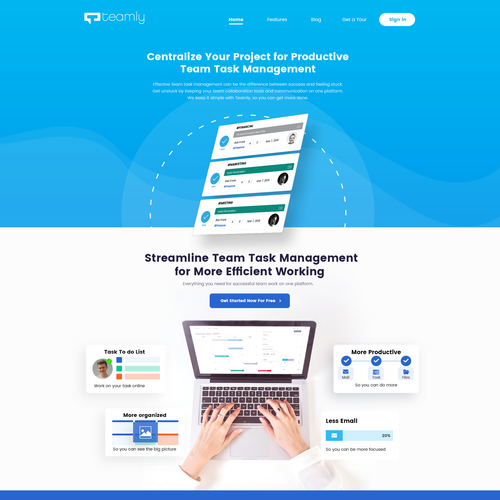 teamly
Home Features Blog Get a Tour Sign In
Centralize Your Project for Productive
Team Task Management
Effective team task management can be the difference between success and feeling stuck.
Get unstuck by keeping your team collaboration tools and communication on one platform.
We keep it simple with Teamly, so you can get more done.
#FINANCIAL
#MARKETING
#MEETING
Streamline Team Task Management
for More Efficient Working
Everything you need for successful team work on one platform.
Get Started Now For Free >
Task To do List
Work on your task online
More Productive
Mail Task Files
So you can do more
More organized
So you can see the big picture
Less Email
20%
So you can be more focused